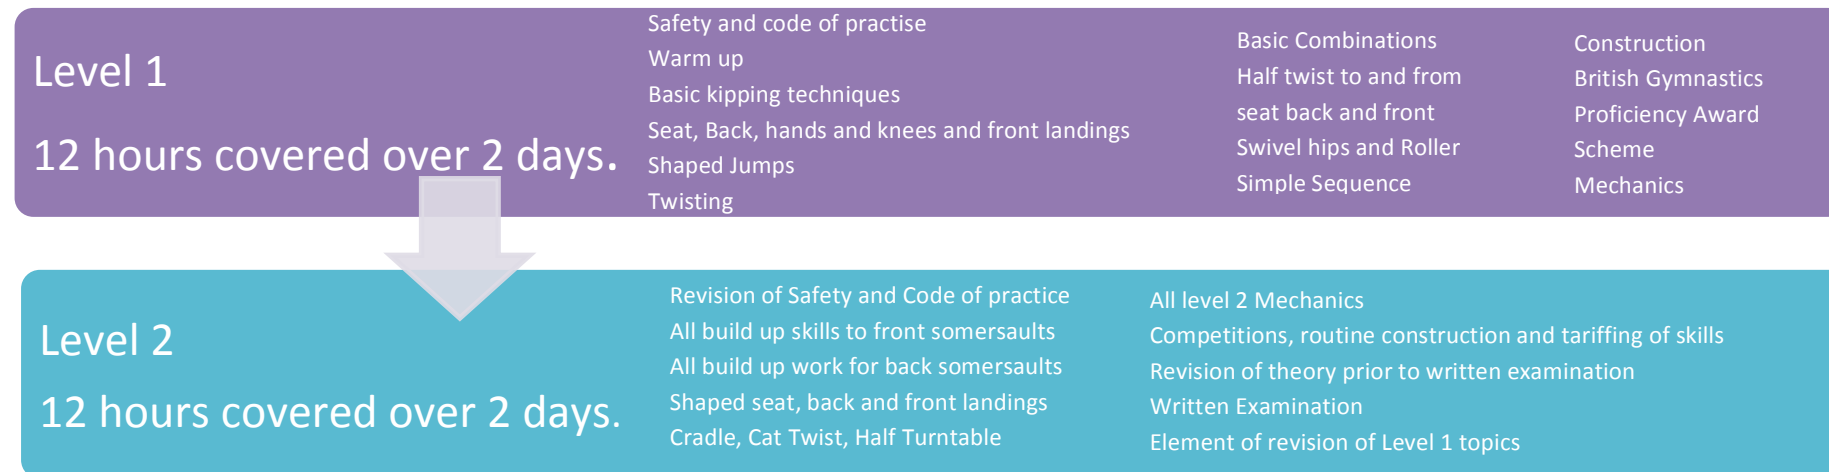 Level 1
12 hours covered over 2 days.
Safety and code of practise
Warm up
Basic kipping techniques
Seat, Back, hands and knees and front landings
Shaped Jumps
Twisting
Basic Combinations
Half twist to and from
seat back and front
Swivel hips and Roller
Simple Sequence
Construction
British Gymnastics
Proficiency Award
Scheme
Mechanics
Level 2
12 hours covered over 2 days.
Revision of Safety and Code of practice
All build up skills to front somersaults
All build up work for back somersaults
Shaped seat, back and front landings
Cradle, Cat Twist, Half Turntable
All level 2 Mechanics
Competitions, routine construction and tariffing of skills
Revision of theory prior to written examination
Written Examination
Element of revision of Level 1 topics